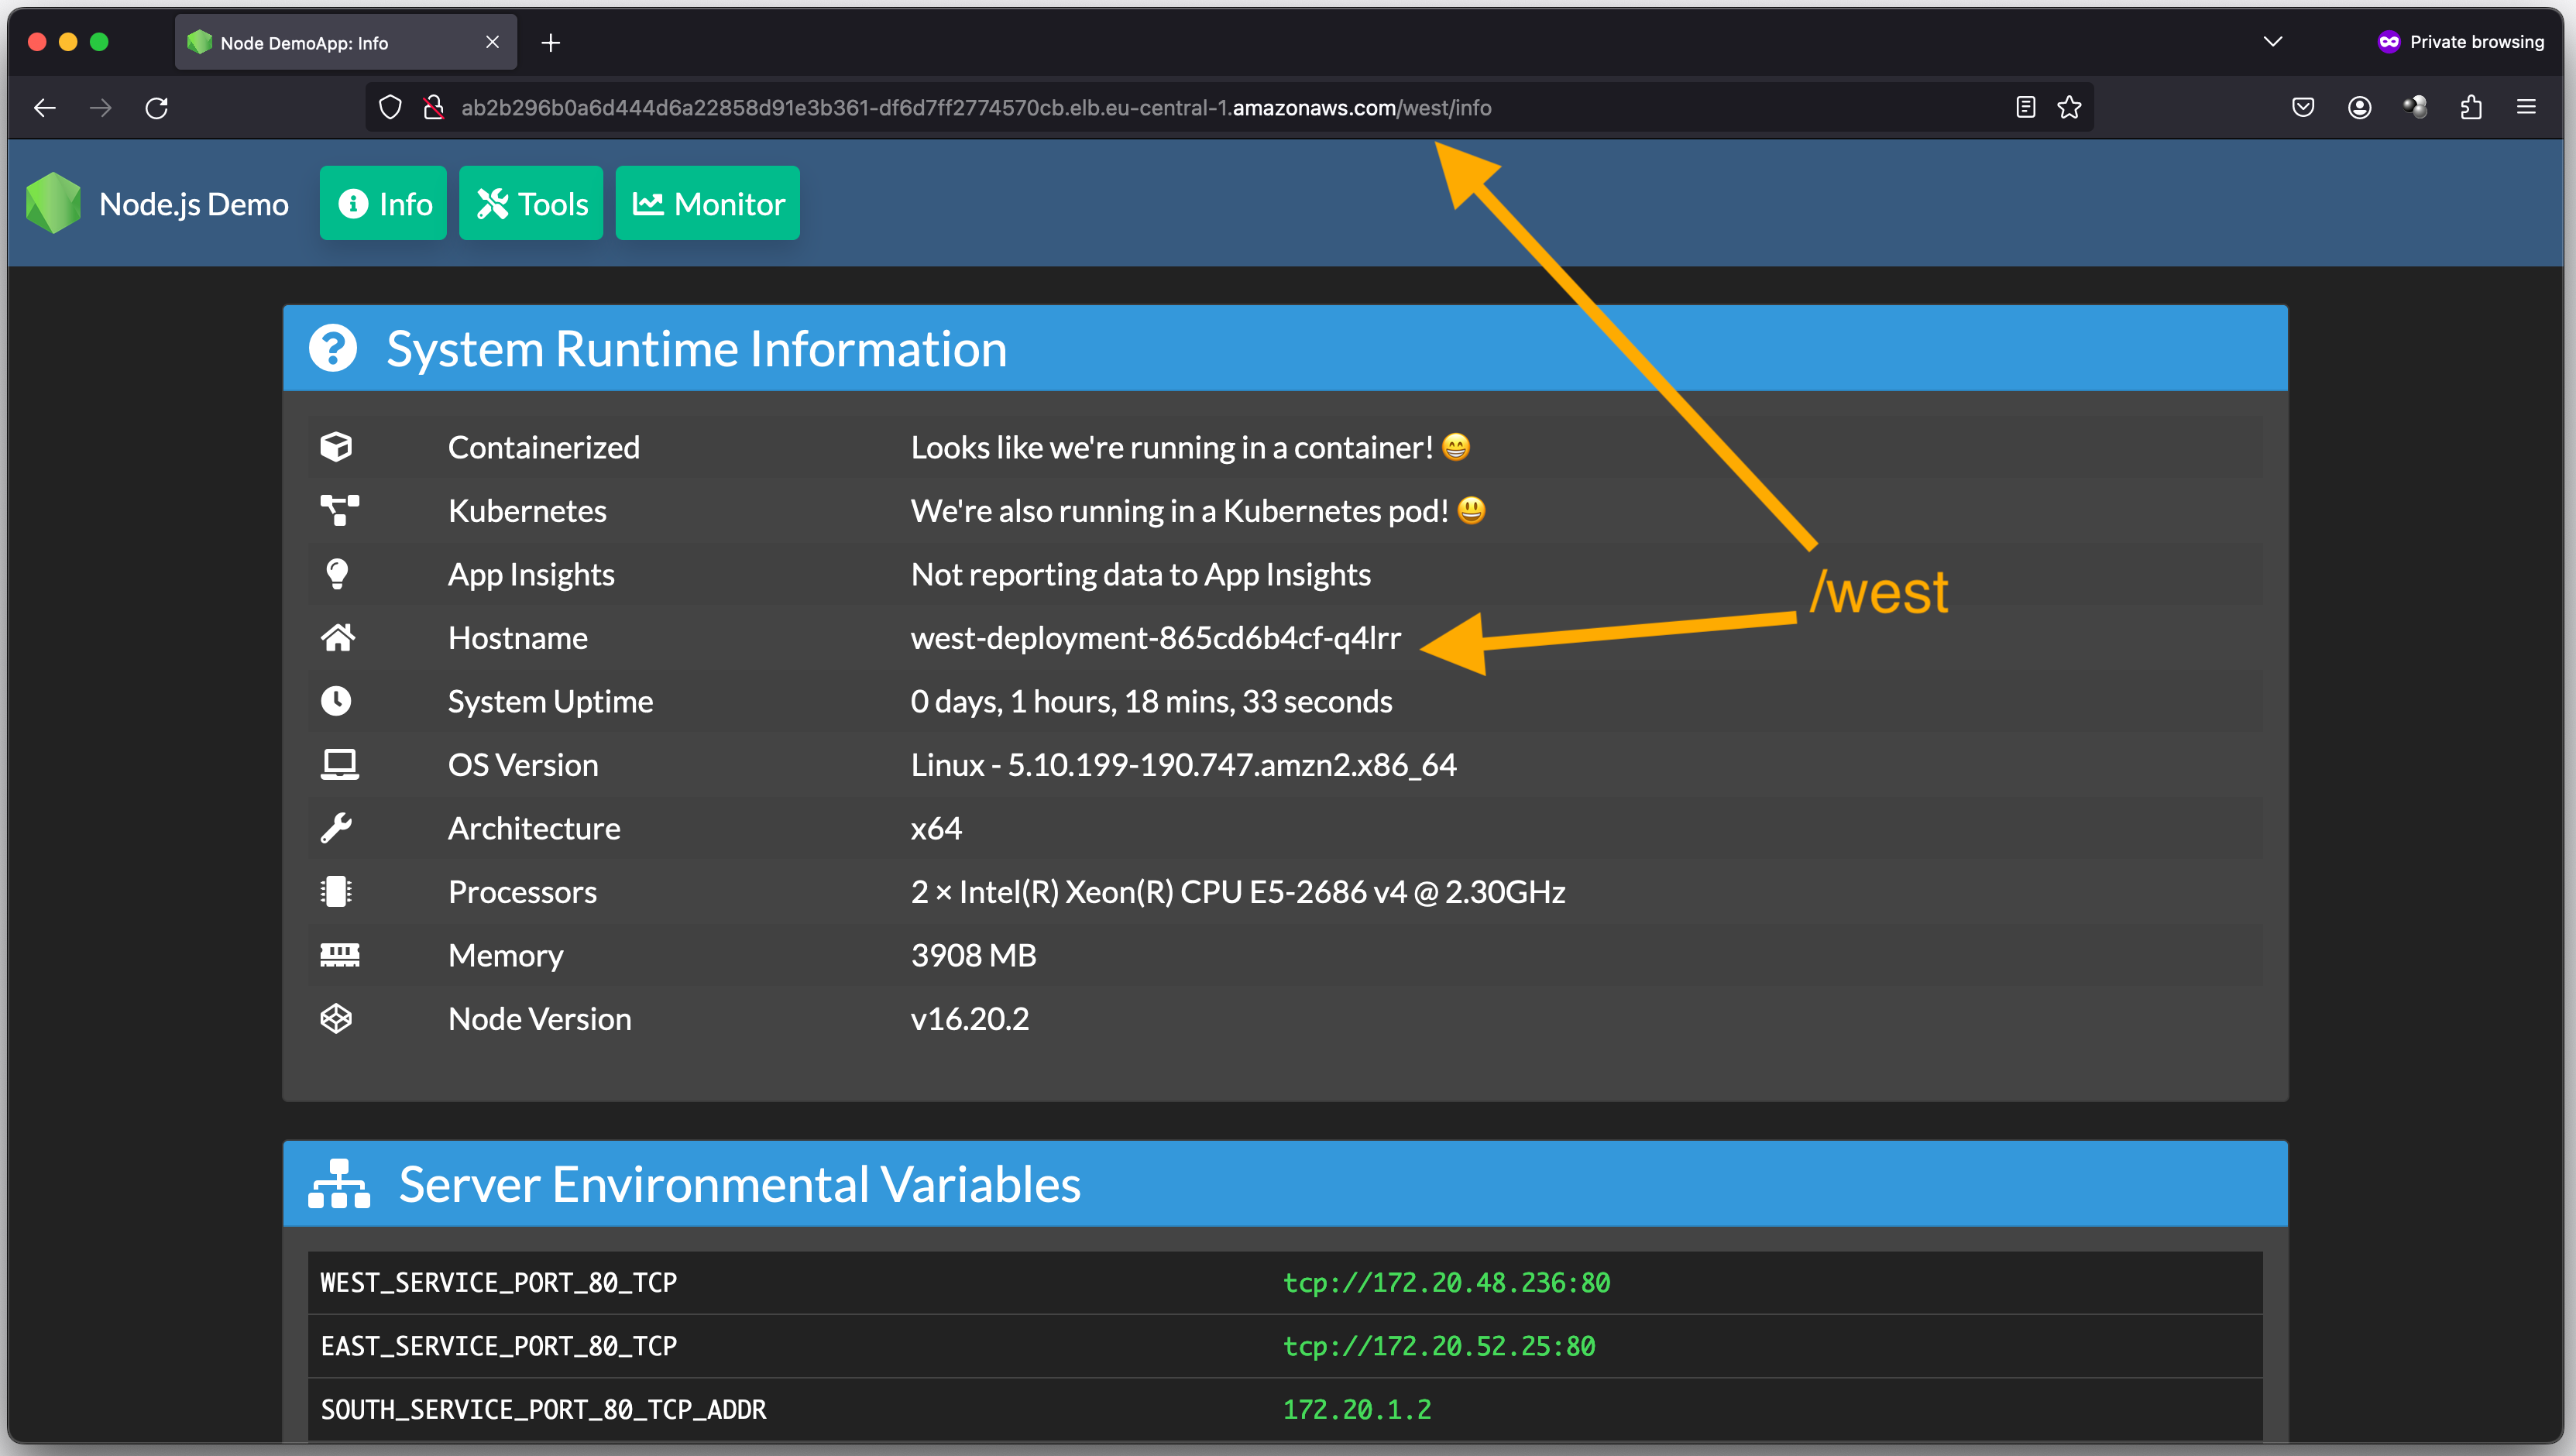 Node DemoApp: Info
Private browsing
ab2b296b0a6d444d6a22858d91e3b361-df6d7ff2774570cb.elb.eu-central-1.amazonaws.com/west/info
Node.js Demo Info Tools Monitor
System Runtime Information
Containerized Looks like we're running in a container! 😄
Kubernetes We're also running in a Kubernetes pod! 😃
App Insights Not reporting data to App Insights
/west
Hostname west-deployment-865cd6b4cf-q4lrr
System Uptime 0 days, 1 hours, 18 mins, 33 seconds
OS Version Linux - 5.10.199-190.747.amzn2.x86_64
Architecture x64
Processors 2 × Intel(R) Xeon(R) CPU E5-2686 v4 @ 2.30GHz
Memory 3908 MB
Node Version v16.20.2
Server Environmental Variables
WEST_SERVICE_PORT_80_TCP tcp://172.20.48.236:80
EAST_SERVICE_PORT_80_TCP tcp://172.20.52.25:80
SOUTH_SERVICE_PORT_80_TCP_ADDR 172.20.1.2